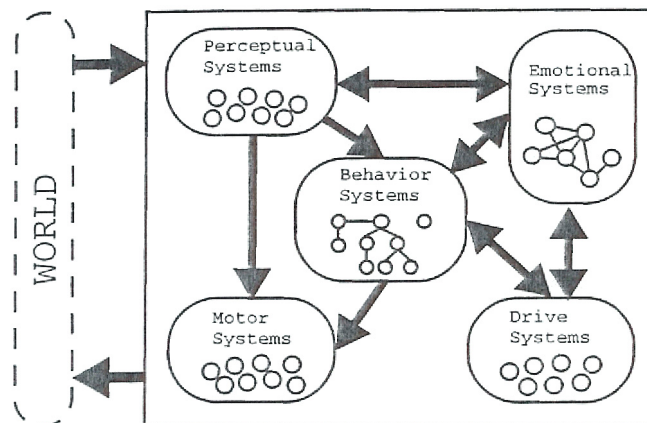 WORLD
Perceptual
Systems
Emotional
Systems
Behavior
Systems
Motor
Systems
Drive
Systems